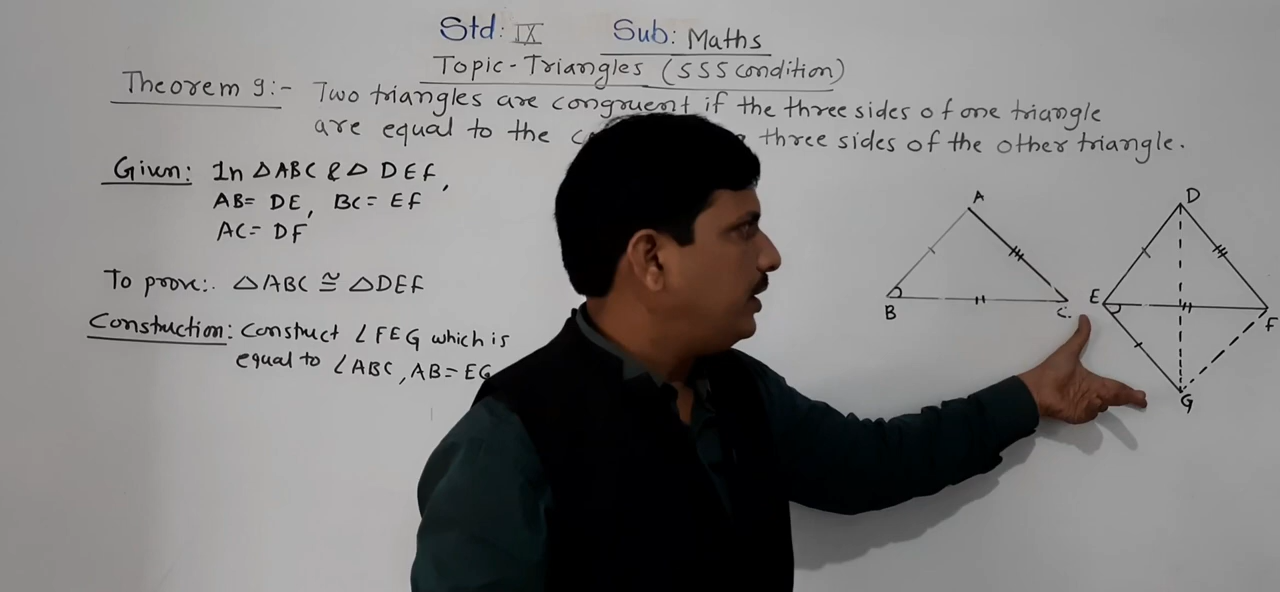 Std: IX Sub: Maths
Topic-Triangles (SSS condition)
Theorem 9:- Two triangles are congruent if the three sides of one triangle
are equal to the three sides of the other triangle.
Given: In △ABC & △ DEF,
AB= DE, BC= EF
AC= DF
To prove:. △ABC ≅ △DEF
Constuction: Construct ∠FEG which is
equal to ∠ABC, AB=EG
A
B
C.
D
E
F
G